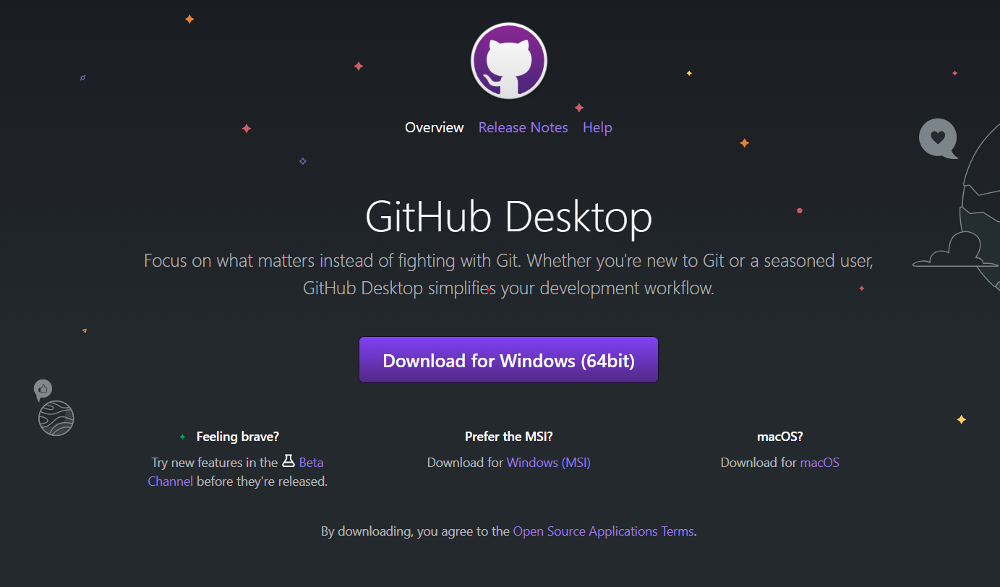 Overview Release Notes Help
GitHub Desktop
Focus on what matters instead of fighting with Git. Whether you're new to Git or a seasoned user,
GitHub Desktop simplifies your development workflow.
Download for Windows (64bit)
Feeling brave?
Try new features in the Beta
Channel before they're released.
Prefer the MSI?
Download for Windows (MSI)
macOS?
Download for macOS
By downloading, you agree to the Open Source Applications Terms.